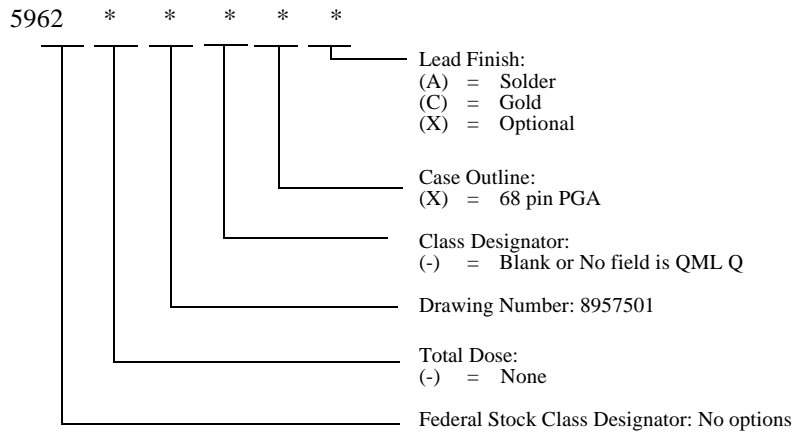 5962 * * * * *
Lead Finish:
(A) = Solder
(C) = Gold
(X) = Optional
Case Outline:
(X) = 68 pin PGA
Class Designator:
(-) = Blank or No field is QML Q
Drawing Number: 8957501
Total Dose:
(-) = None
Federal Stock Class Designator: No options